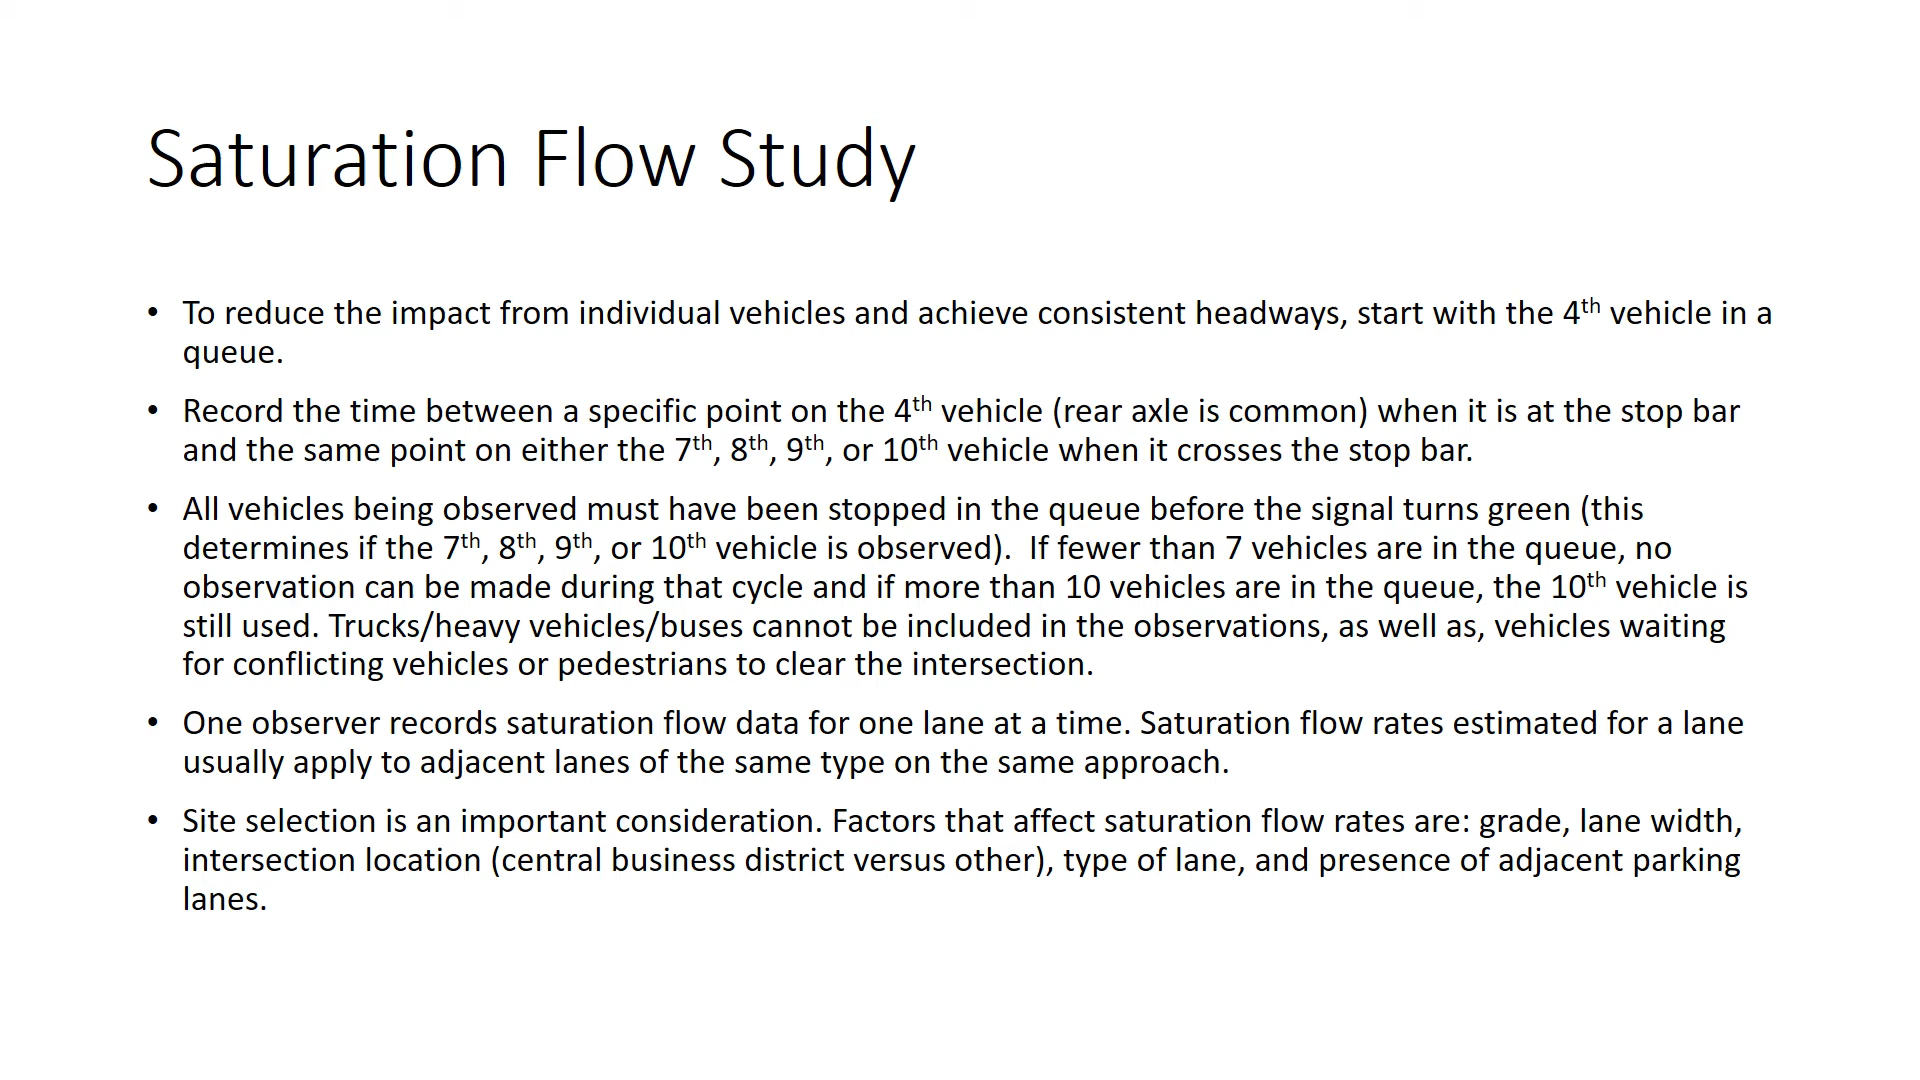 Saturation Flow Study
• To reduce the impact from individual vehicles and achieve consistent headways, start with the 4th vehicle in a
queue.
• Record the time between a specific point on the 4th vehicle (rear axle is common) when it is at the stop bar
and the same point on either the 7th, 8th, 9th, or 10th vehicle when it crosses the stop bar.
• All vehicles being observed must have been stopped in the queue before the signal turns green (this
determines if the 7th, 8th, 9th, or 10th vehicle is observed).  If fewer than 7 vehicles are in the queue, no
observation can be made during that cycle and if more than 10 vehicles are in the queue, the 10th vehicle is
still used. Trucks/heavy vehicles/buses cannot be included in the observations, as well as, vehicles waiting
for conflicting vehicles or pedestrians to clear the intersection.
• One observer records saturation flow data for one lane at a time. Saturation flow rates estimated for a lane
usually apply to adjacent lanes of the same type on the same approach.
• Site selection is an important consideration. Factors that affect saturation flow rates are: grade, lane width,
intersection location (central business district versus other), type of lane, and presence of adjacent parking
lanes.